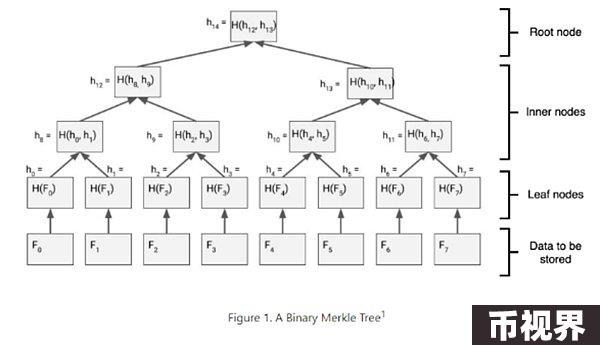 h₁₄ = H(h₁₂, h₁₃)
Root node
h₁₂ = H(h₈, h₉) h₁₃ = H(h₁₀, h₁₁)
Inner nodes
h₈ = H(h₀, h₁) h₉ = H(h₂, h₃) h₁₀ = H(h₄, h₅) h₁₁ = H(h₆, h₇)
h₀ = h₁ = h₂ = h₃ = h₄ = h₅ = h₆ = h₇ =
H(F₀) H(F₁) H(F₂) H(F₃) H(F₄) H(F₅) H(F₆) H(F₇)
Leaf nodes
F₀ F₁ F₂ F₃ F₄ F₅ F₆ F₇
Data to be
stored
Figure 1. A Binary Merkle Tree¹
币视界